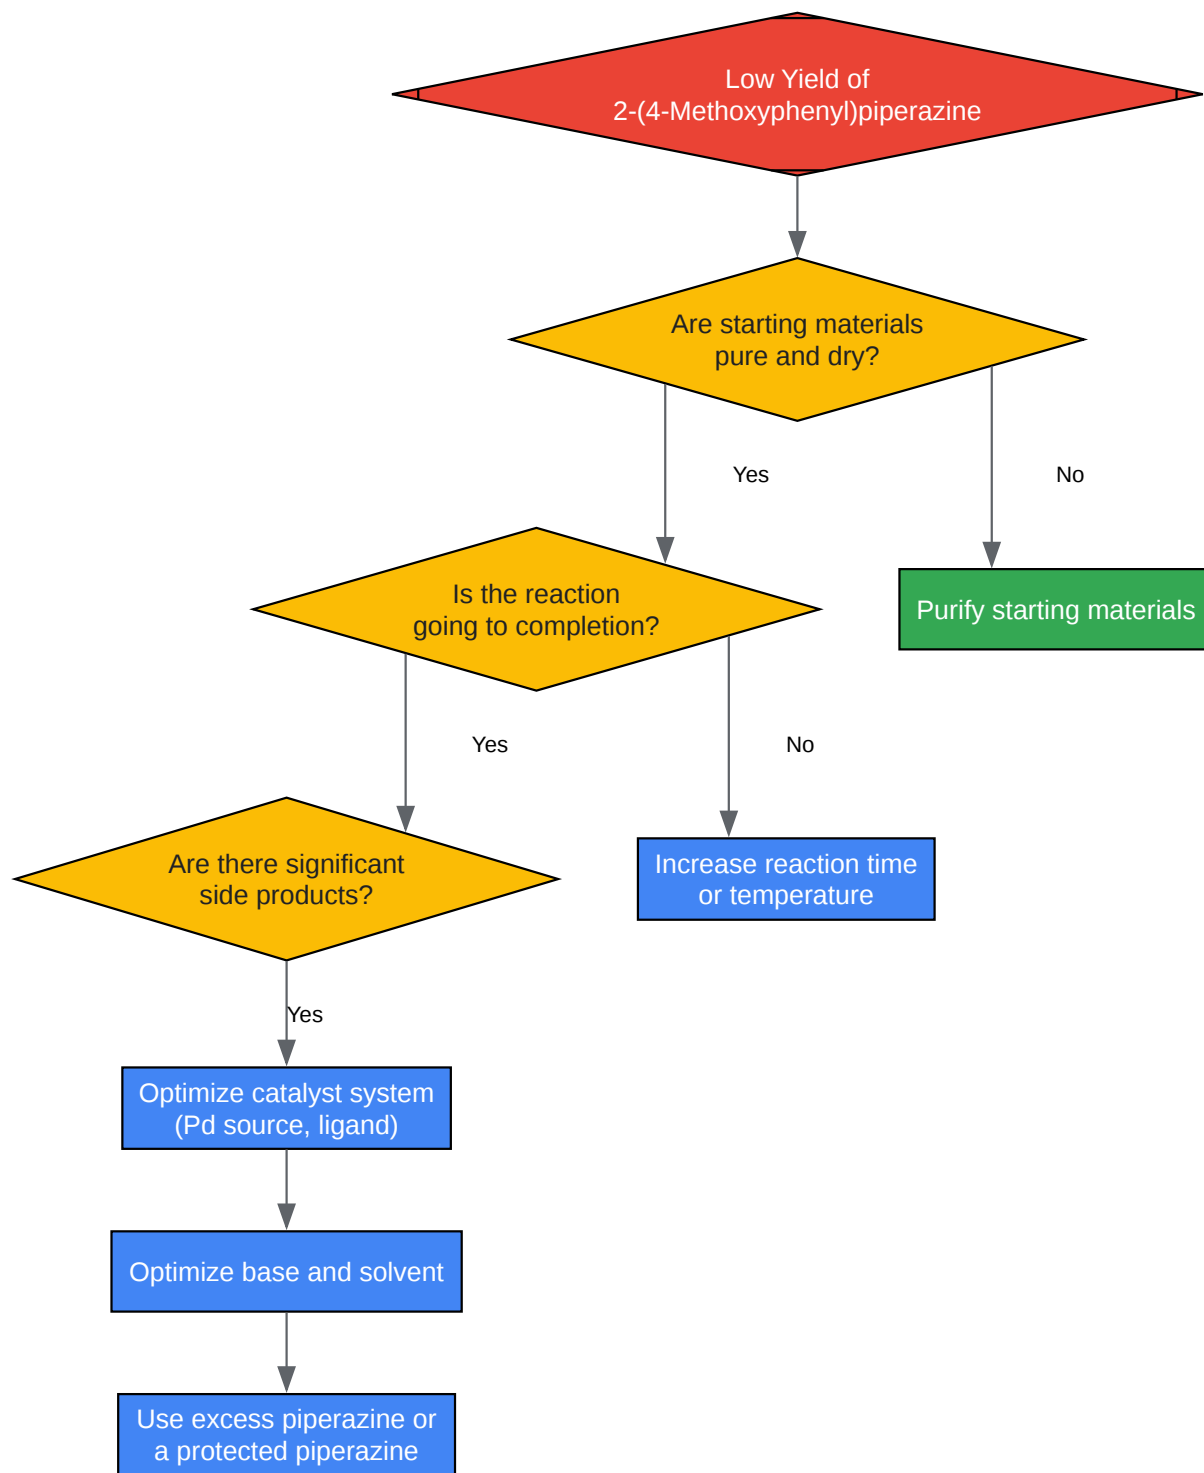 Low Yield of
2-(4-Methoxyphenyl)piperazine
Are starting materials
pure and dry?
Yes
No
Is the reaction
going to completion?
Purify starting materials
Yes
No
Are there significant
side products?
Increase reaction time
or temperature
Yes
Optimize catalyst system
(Pd source, ligand)
Optimize base and solvent
Use excess piperazine or
a protected piperazine